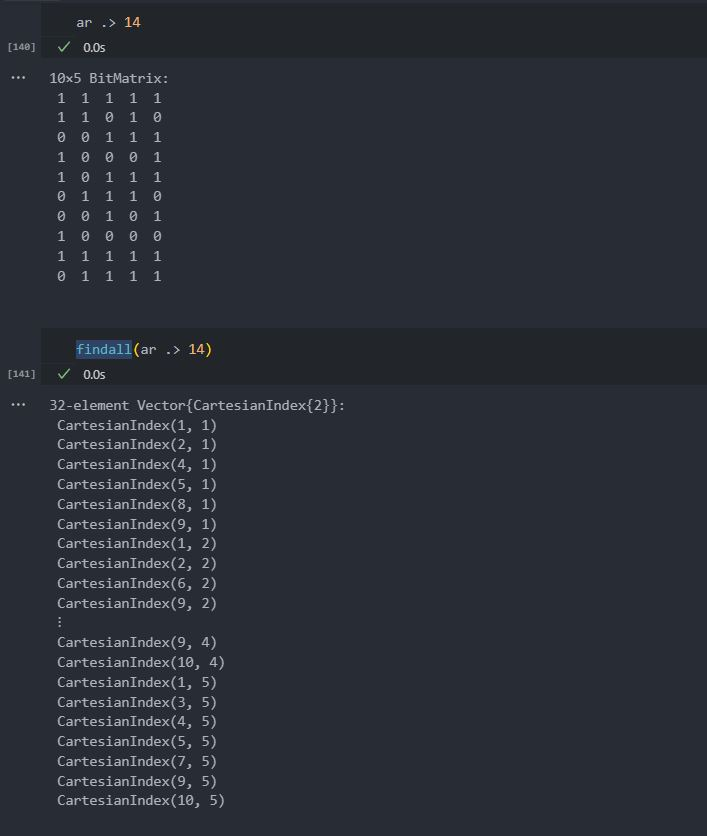 ar .> 14
[140] ✓ 0.0s
... 10×5 BitMatrix:
1 1 1 1 1
1 1 0 1 0
0 0 1 1 1
1 0 0 0 1
1 0 1 1 1
0 1 1 1 0
0 0 1 0 1
1 0 0 0 0
1 1 1 1 1
0 1 1 1 1
findall(ar .> 14)
[141] ✓ 0.0s
... 32-element Vector{CartesianIndex{2}}:
CartesianIndex(1, 1)
CartesianIndex(2, 1)
CartesianIndex(4, 1)
CartesianIndex(5, 1)
CartesianIndex(8, 1)
CartesianIndex(9, 1)
CartesianIndex(1, 2)
CartesianIndex(2, 2)
CartesianIndex(6, 2)
CartesianIndex(9, 2)
⋮
CartesianIndex(9, 4)
CartesianIndex(10, 4)
CartesianIndex(1, 5)
CartesianIndex(3, 5)
CartesianIndex(4, 5)
CartesianIndex(5, 5)
CartesianIndex(7, 5)
CartesianIndex(9, 5)
CartesianIndex(10, 5)